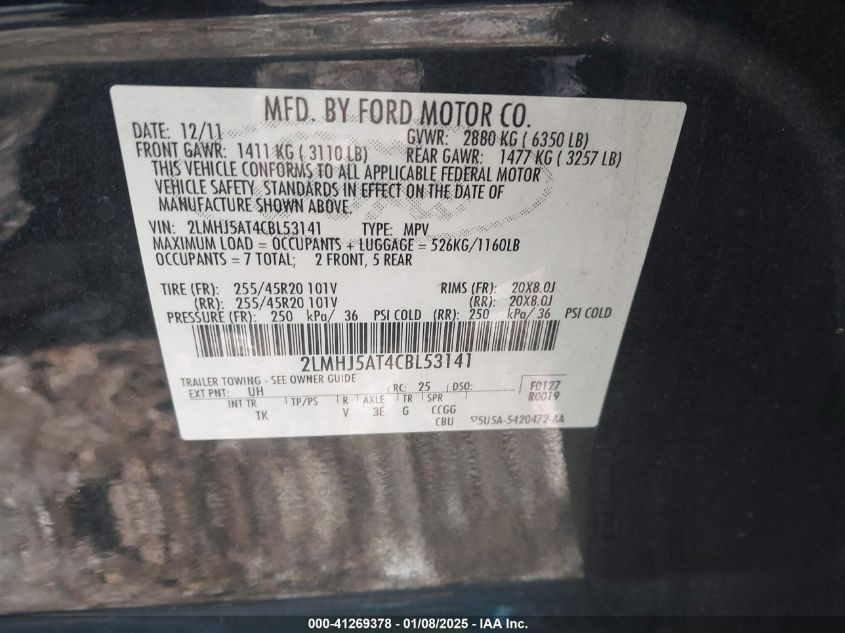 MFD. BY FORD MOTOR CO.
DATE: 12/11 GVWR: 2880 KG ( 6350 LB)
FRONT GAWR: 1411 KG ( 3110 LB) REAR GAWR: 1477 KG ( 3257 LB)
THIS VEHICLE CONFORMS TO ALL APPLICABLE FEDERAL MOTOR
VEHICLE SAFETY STANDARDS IN EFFECT ON THE DATE OF
MANUFACTURE SHOWN ABOVE.
VIN: 2LMHJ5AT4CBL53141 TYPE: MPV
MAXIMUM LOAD = OCCUPANTS + LUGGAGE = 526KG/1160LB
OCCUPANTS = 7 TOTAL; 2 FRONT, 5 REAR
TIRE (FR): 255/45R20 101V RIMS (FR): 20X8.0J
(RR): 255/45R20 101V (RR): 20X8.0J
PRESSURE (FR): 250 kPa/ 36 PSI COLD (RR): 250 kPa/ 36 PSI COLD
2LMHJ5AT4CBL53141
TRAILER TOWING - SEE OWNER GUIDE
EXT PNT: UH RC: 25 DSO: F0127
R0019
INT TR TP/PS R AXLE TR SPR
TK V 3E G CCGG
CBU 5U5A-5420472-AA
000-41269378 - 01/08/2025 - IAA Inc.